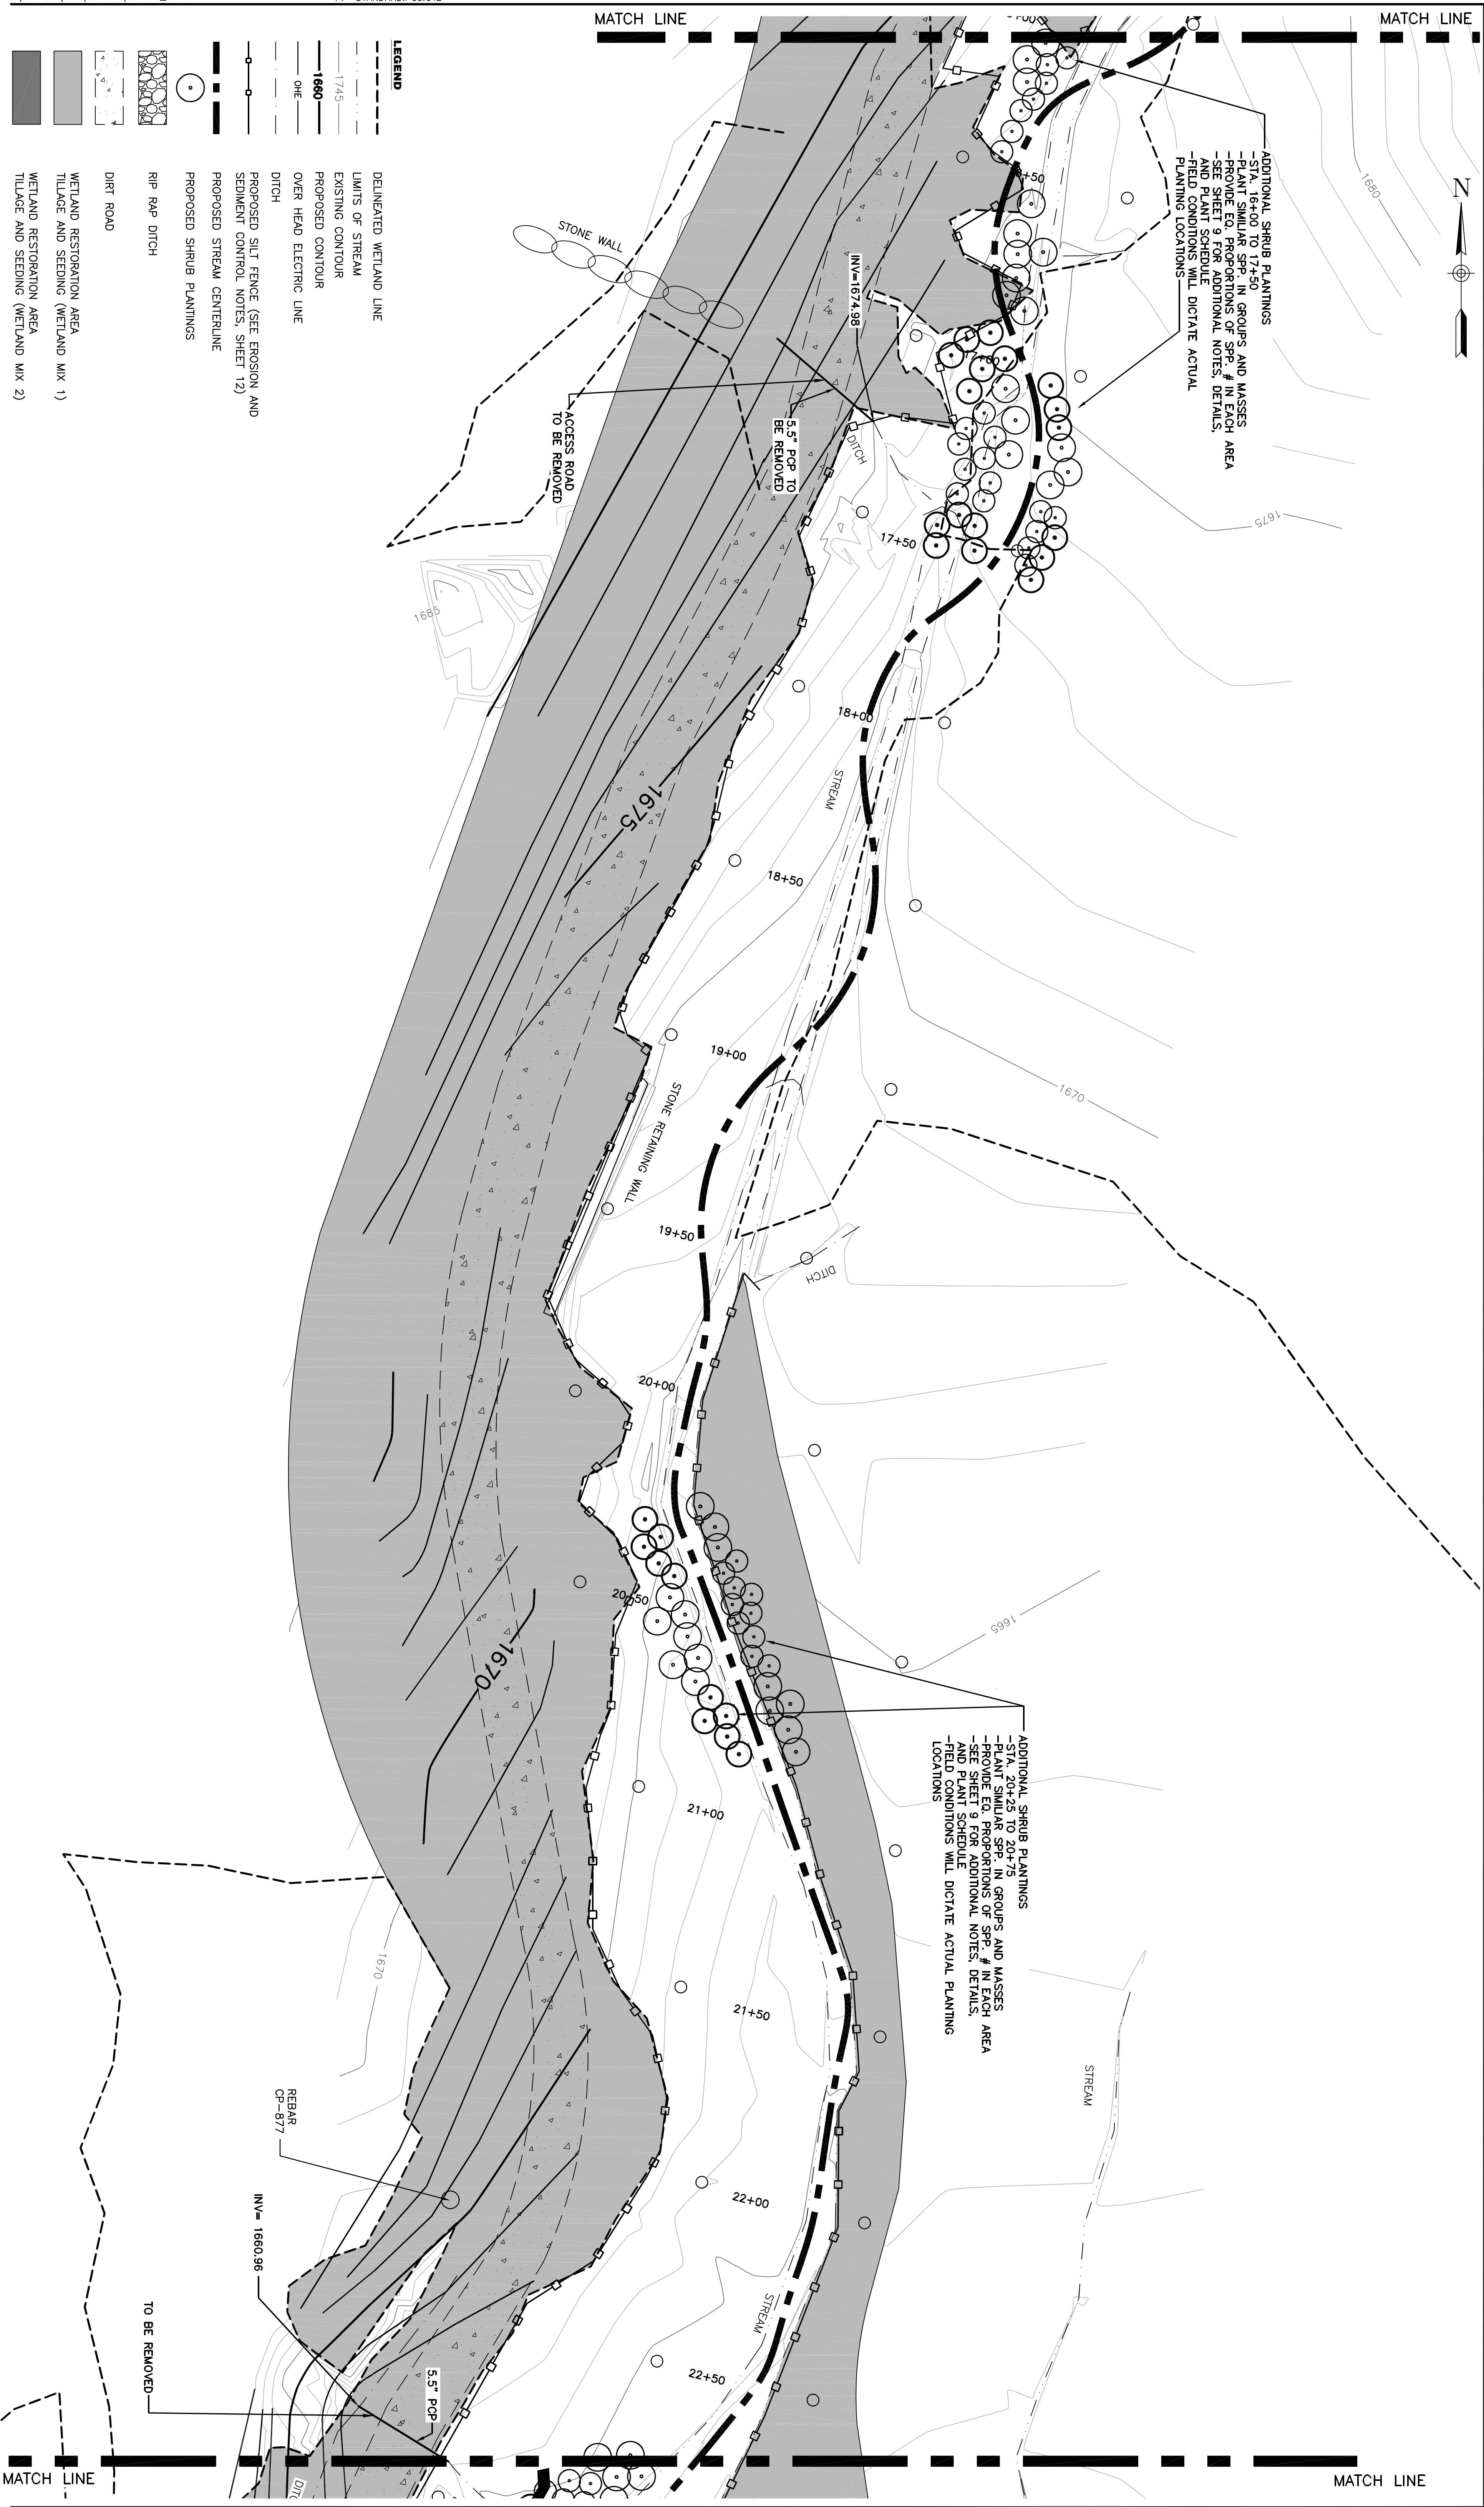 MATCH LINE
MATCH LINE
N
LEGEND
DELINEATED WETLAND LINE
LIMITS OF STREAM
1745
EXISTING CONTOUR
1660
PROPOSED CONTOUR
OHE
OVER HEAD ELECTRIC LINE
DITCH
PROPOSED SILT FENCE (SEE EROSION AND
SEDIMENT CONTROL NOTES, SHEET 12)
PROPOSED STREAM CENTERLINE
PROPOSED SHRUB PLANTINGS
RIP RAP DITCH
DIRT ROAD
WETLAND RESTORATION AREA
TILLAGE AND SEEDING (WETLAND MIX 1)
WETLAND RESTORATION AREA
TILLAGE AND SEEDING (WETLAND MIX 2)
ADDITIONAL SHRUB PLANTINGS
-STA. 16+00 TO 17+50
-PLANT SIMILIAR SPP. IN GROUPS AND MASSES
-PROVIDE EQ. PROPORTIONS OF SPP. # IN EACH AREA
-SEE SHEET 9 FOR ADDITIONAL NOTES, DETAILS,
AND PLANT SCHEDULE
-FIELD CONDITIONS WILL DICTATE ACTUAL
PLANTING LOCATIONS
1680
STONE WALL
INV=1674.98
17+00
5.5" PCP TO
BE REMOVED
ACCESS ROAD
TO BE REMOVED
DITCH
1675
17+50
1685
18+00
STREAM
1675
18+50
19+00
1670
STONE RETAINING WALL
19+50
DITCH
20+00
20+50
1665
1670
ADDITIONAL SHRUB PLANTINGS
-STA. 20+25 TO 20+75
-PLANT SIMILIAR SPP. IN GROUPS AND MASSES
-PROVIDE EQ. PROPORTIONS OF SPP. # IN EACH AREA
-SEE SHEET 9 FOR ADDITIONAL NOTES, DETAILS,
AND PLANT SCHEDULE
-FIELD CONDITIONS WILL DICTATE ACTUAL PLANTING
LOCATIONS
21+00
1670
21+50
STREAM
REBAR
CP-877
22+00
INV= 1660.96
STREAM
TO BE REMOVED
5.5" PCP
22+50
MATCH LINE
MATCH LINE